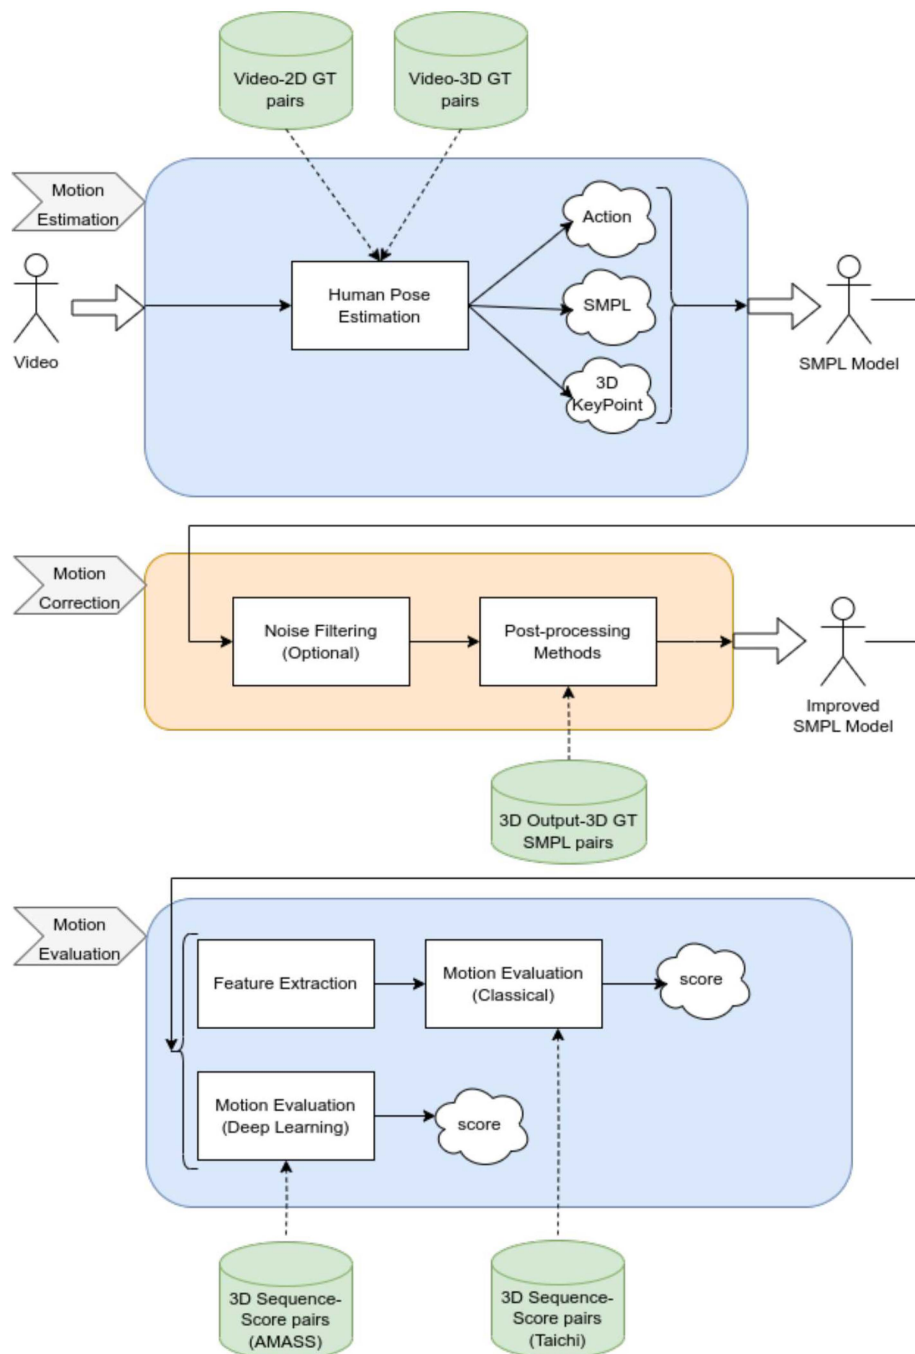 Video-2D GT
pairs
Video-3D GT
pairs
Motion
Estimation
Video
Human Pose
Estimation
Action
SMPL
3D
KeyPoint
SMPL Model
Motion
Correction
Noise Filtering
(Optional)
Post-processing
Methods
Improved
SMPL Model
3D Output-3D GT
SMPL pairs
Motion
Evaluation
Feature Extraction
Motion Evaluation
(Classical)
score
Motion Evaluation
(Deep Learning)
score
3D Sequence-
Score pairs
(AMASS)
3D Sequence-
Score pairs
(Taichi)